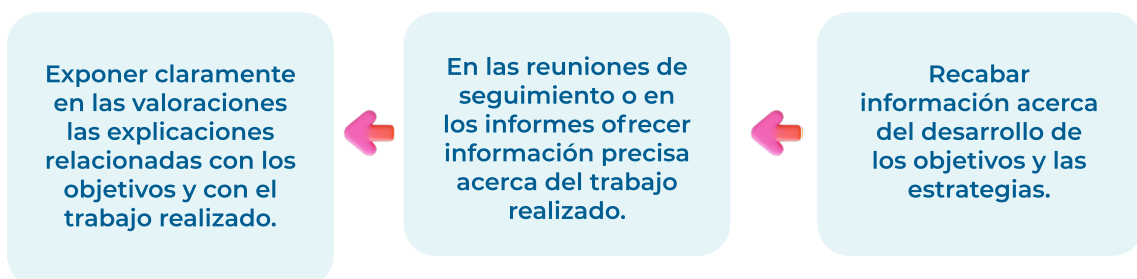 Exponer claramente
en las valoraciones
las explicaciones
relacionadas con los
objetivos y con el
trabajo realizado.
En las reuniones de
seguimiento o en
los informes ofrecer
información precisa
acerca del trabajo
realizado.
Recabar
información acerca
del desarrollo de
los objetivos y las
estrategias.